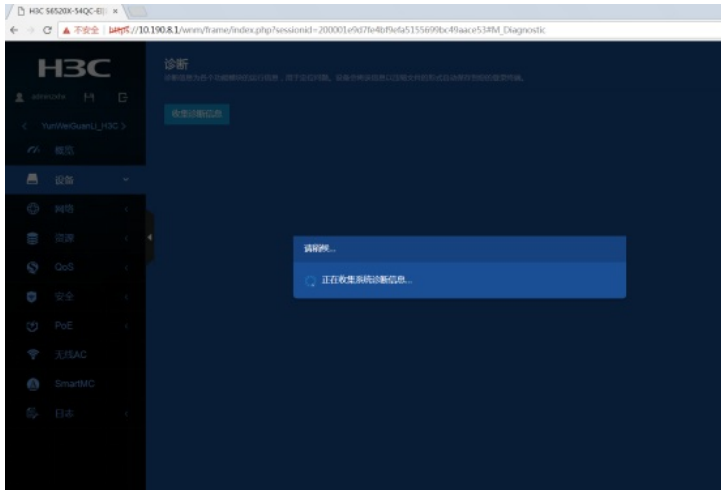 H3C S6520X-54QC-EI
不安全 | https://10.190.8.1/wnm/frame/index.php?sessionid=200001e9d7fe4bf9efa5155699bc49aace53#M_Diagnostic
H3C
YunWeiGuanLi_H3C >
概览
设备
网络
资源
QoS
安全
PoE
无线AC
SmartMC
日志
诊断
收集诊断信息
请稍候...
正在收集系统诊断信息...